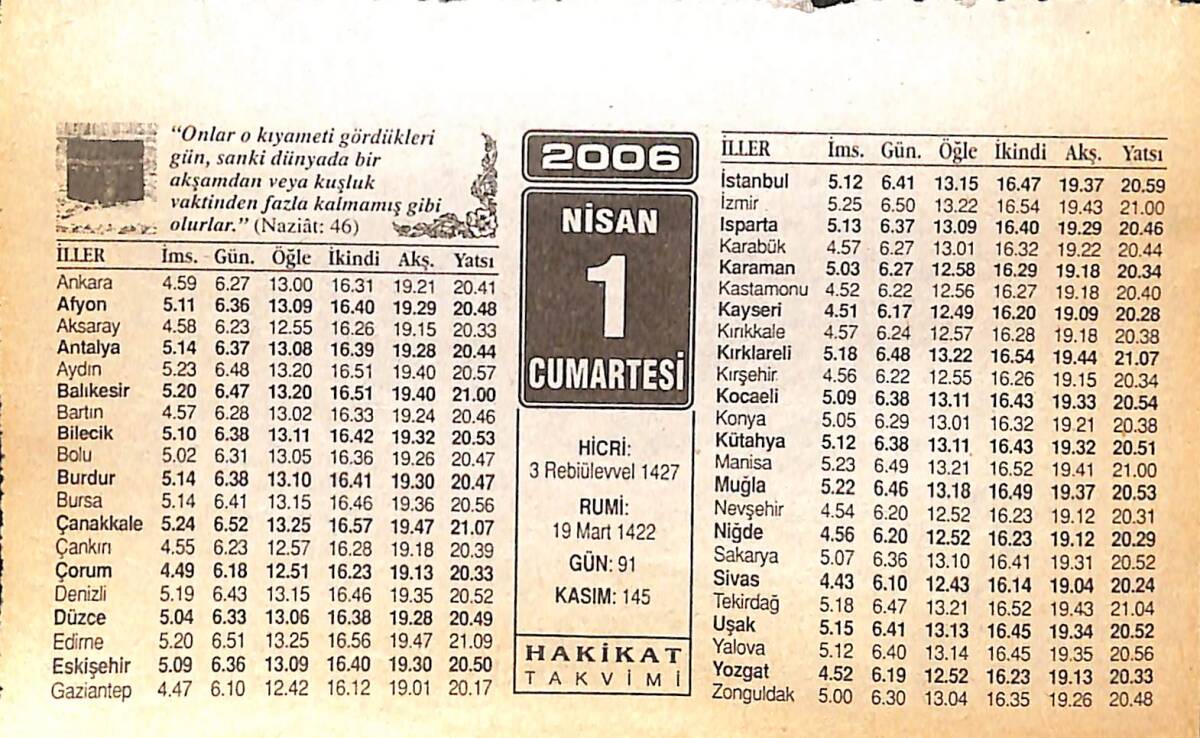 “Onlar o kıyameti gördükleri
gün, sanki dünyada bir
akşamdan veya kuşluk
vaktinden fazla kalmamış gibi
olurlar.” (Naziât: 46)
İLLER İms. Gün. Öğle İkindi Akş. Yatsı
Ankara 4.59 6.27 13.00 16.31 19.21 20.41
Afyon 5.11 6.36 13.09 16.40 19.29 20.48
Aksaray 4.58 6.23 12.55 16.26 19.15 20.33
Antalya 5.14 6.37 13.08 16.39 19.28 20.44
Aydın 5.23 6.48 13.20 16.51 19.40 20.57
Balıkesir 5.20 6.47 13.20 16.51 19.40 21.00
Bartın 4.57 6.28 13.02 16.33 19.24 20.46
Bilecik 5.10 6.38 13.11 16.42 19.32 20.53
Bolu 5.02 6.31 13.05 16.36 19.26 20.47
Burdur 5.14 6.38 13.10 16.41 19.30 20.47
Bursa 5.14 6.41 13.15 16.46 19.36 20.56
Çanakkale 5.24 6.52 13.25 16.57 19.47 21.07
Çankırı 4.55 6.23 12.57 16.28 19.18 20.39
Çorum 4.49 6.18 12.51 16.23 19.13 20.33
Denizli 5.19 6.43 13.15 16.46 19.35 20.52
Düzce 5.04 6.33 13.06 16.38 19.28 20.49
Edirne 5.20 6.51 13.25 16.56 19.47 21.09
Eskişehir 5.09 6.36 13.09 16.40 19.30 20.50
Gaziantep 4.47 6.10 12.42 16.12 19.01 20.17
2006
NİSAN
1
CUMARTESİ
HİCRİ:
3 Rebiülevvel 1427
RUMİ:
19 Mart 1422
GÜN: 91
KASIM: 145
HAKİKAT
TAKVİMİ
İLLER İms. Gün. Öğle İkindi Akş. Yatsı
İstanbul 5.12 6.41 13.15 16.47 19.37 20.59
İzmir 5.25 6.50 13.22 16.54 19.43 21.00
Isparta 5.13 6.37 13.09 16.40 19.29 20.46
Karabük 4.57 6.27 13.01 16.32 19.22 20.44
Karaman 5.03 6.27 12.58 16.29 19.18 20.34
Kastamonu 4.52 6.22 12.56 16.27 19.18 20.40
Kayseri 4.51 6.17 12.49 16.20 19.09 20.28
Kırıkkale 4.57 6.24 12.57 16.28 19.18 20.38
Kırklareli 5.18 6.48 13.22 16.54 19.44 21.07
Kırşehir 4.56 6.22 12.55 16.26 19.15 20.34
Kocaeli 5.09 6.38 13.11 16.43 19.33 20.54
Konya 5.05 6.29 13.01 16.32 19.21 20.38
Kütahya 5.12 6.38 13.11 16.43 19.32 20.51
Manisa 5.23 6.49 13.21 16.52 19.41 21.00
Muğla 5.22 6.46 13.18 16.49 19.37 20.53
Nevşehir 4.54 6.20 12.52 16.23 19.12 20.31
Niğde 4.56 6.20 12.52 16.23 19.12 20.29
Sakarya 5.07 6.36 13.10 16.41 19.31 20.52
Sivas 4.43 6.10 12.43 16.14 19.04 20.24
Tekirdağ 5.18 6.47 13.21 16.52 19.43 21.04
Uşak 5.15 6.41 13.13 16.45 19.34 20.52
Yalova 5.12 6.40 13.14 16.45 19.35 20.56
Yozgat 4.52 6.19 12.52 16.23 19.13 20.33
Zonguldak 5.00 6.30 13.04 16.35 19.26 20.48